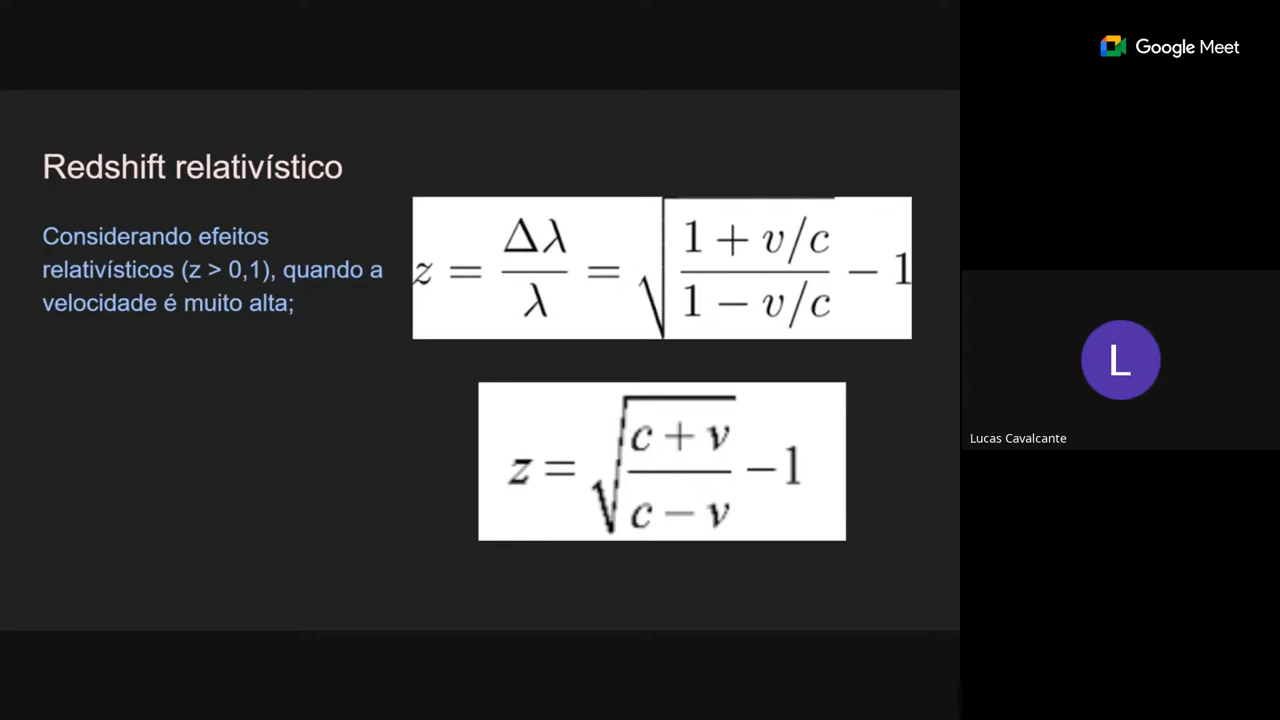 Google Meet
Redshift relativístico
Considerando efeitos
relativísticos (z > 0,1), quando a
velocidade é muito alta;
z = Δλ/λ = √((1 + v/c)/(1 − v/c)) − 1
z = √((c + v)/(c − v)) − 1
L
Lucas Cavalcante